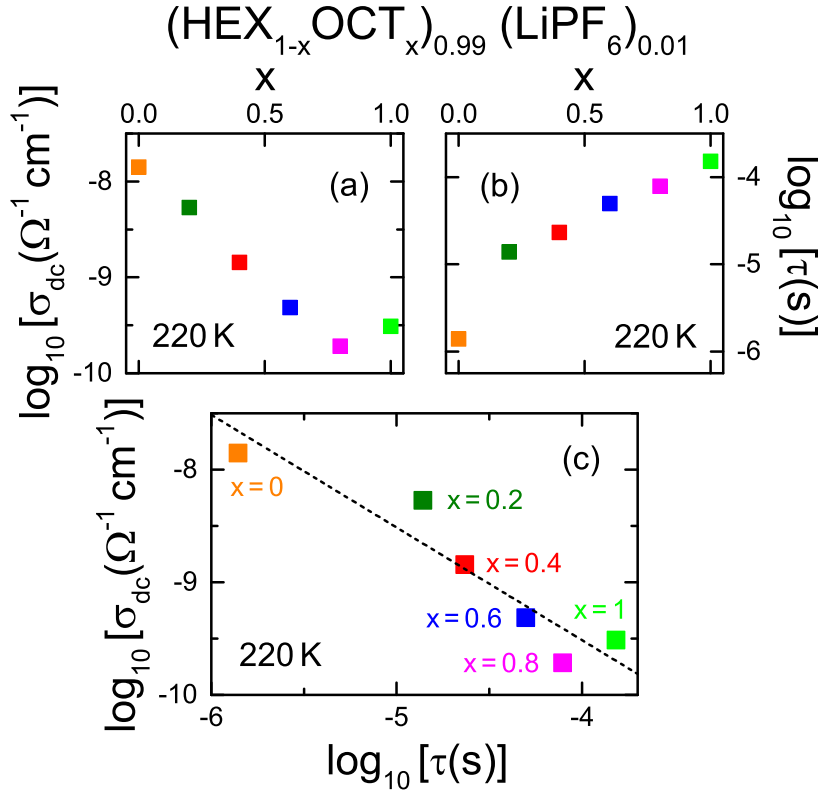 (HEX1-xOCTx)0.99 (LiPF6)0.01
x x
0.0 0.5 1.0 0.0 0.5 1.0
log10 [σdc(Ω-1 cm-1)]
-8
-9
-10
(a)
220 K
(b)
220 K
-4
-5
-6
log10 [τ(s)]
log10 [σdc(Ω-1 cm-1)]
-8
-9
-10
(c)
x = 0
x = 0.2
x = 0.4
x = 0.6
x = 1
x = 0.8
220 K
-6 -5 -4
log10 [τ(s)]